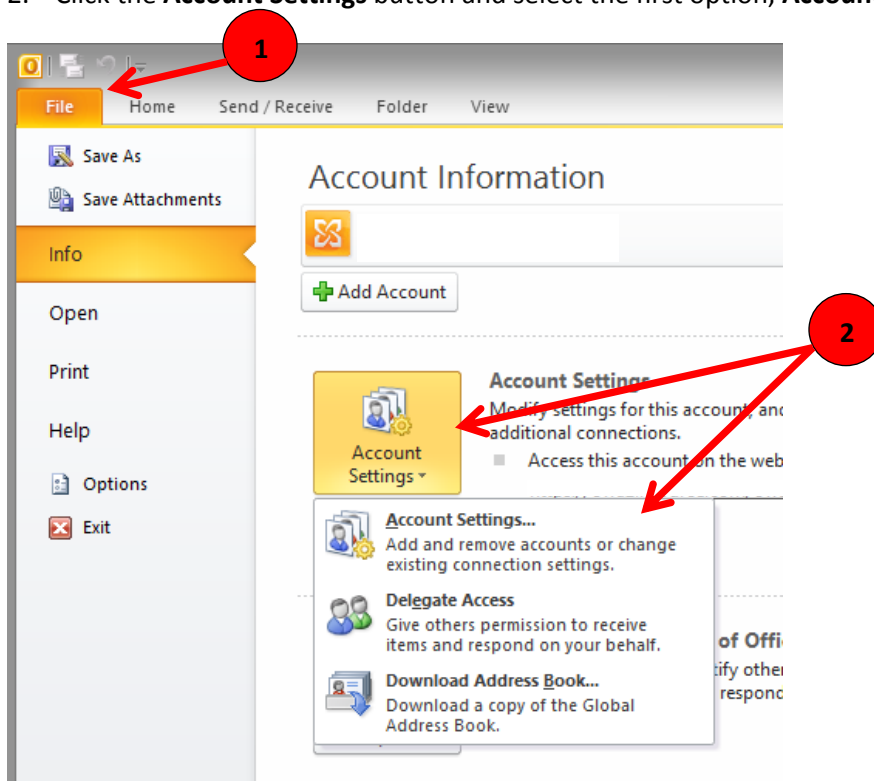 2. Click the Account Settings button and select the first option, Accoun
1
File Home Send / Receive Folder View
Save As
Save Attachments
Account Information
Info
Add Account
Open
2
Print
Account Settings
Modify settings for this account, and
additional connections.
Help
Account
Settings
Access this account on the web
Options
Exit
Account Settings...
Add and remove accounts or change
existing connection settings.
Delegate Access
Give others permission to receive
items and respond on your behalf.
of Offi
tify other
respond
Download Address Book...
Download a copy of the Global
Address Book.